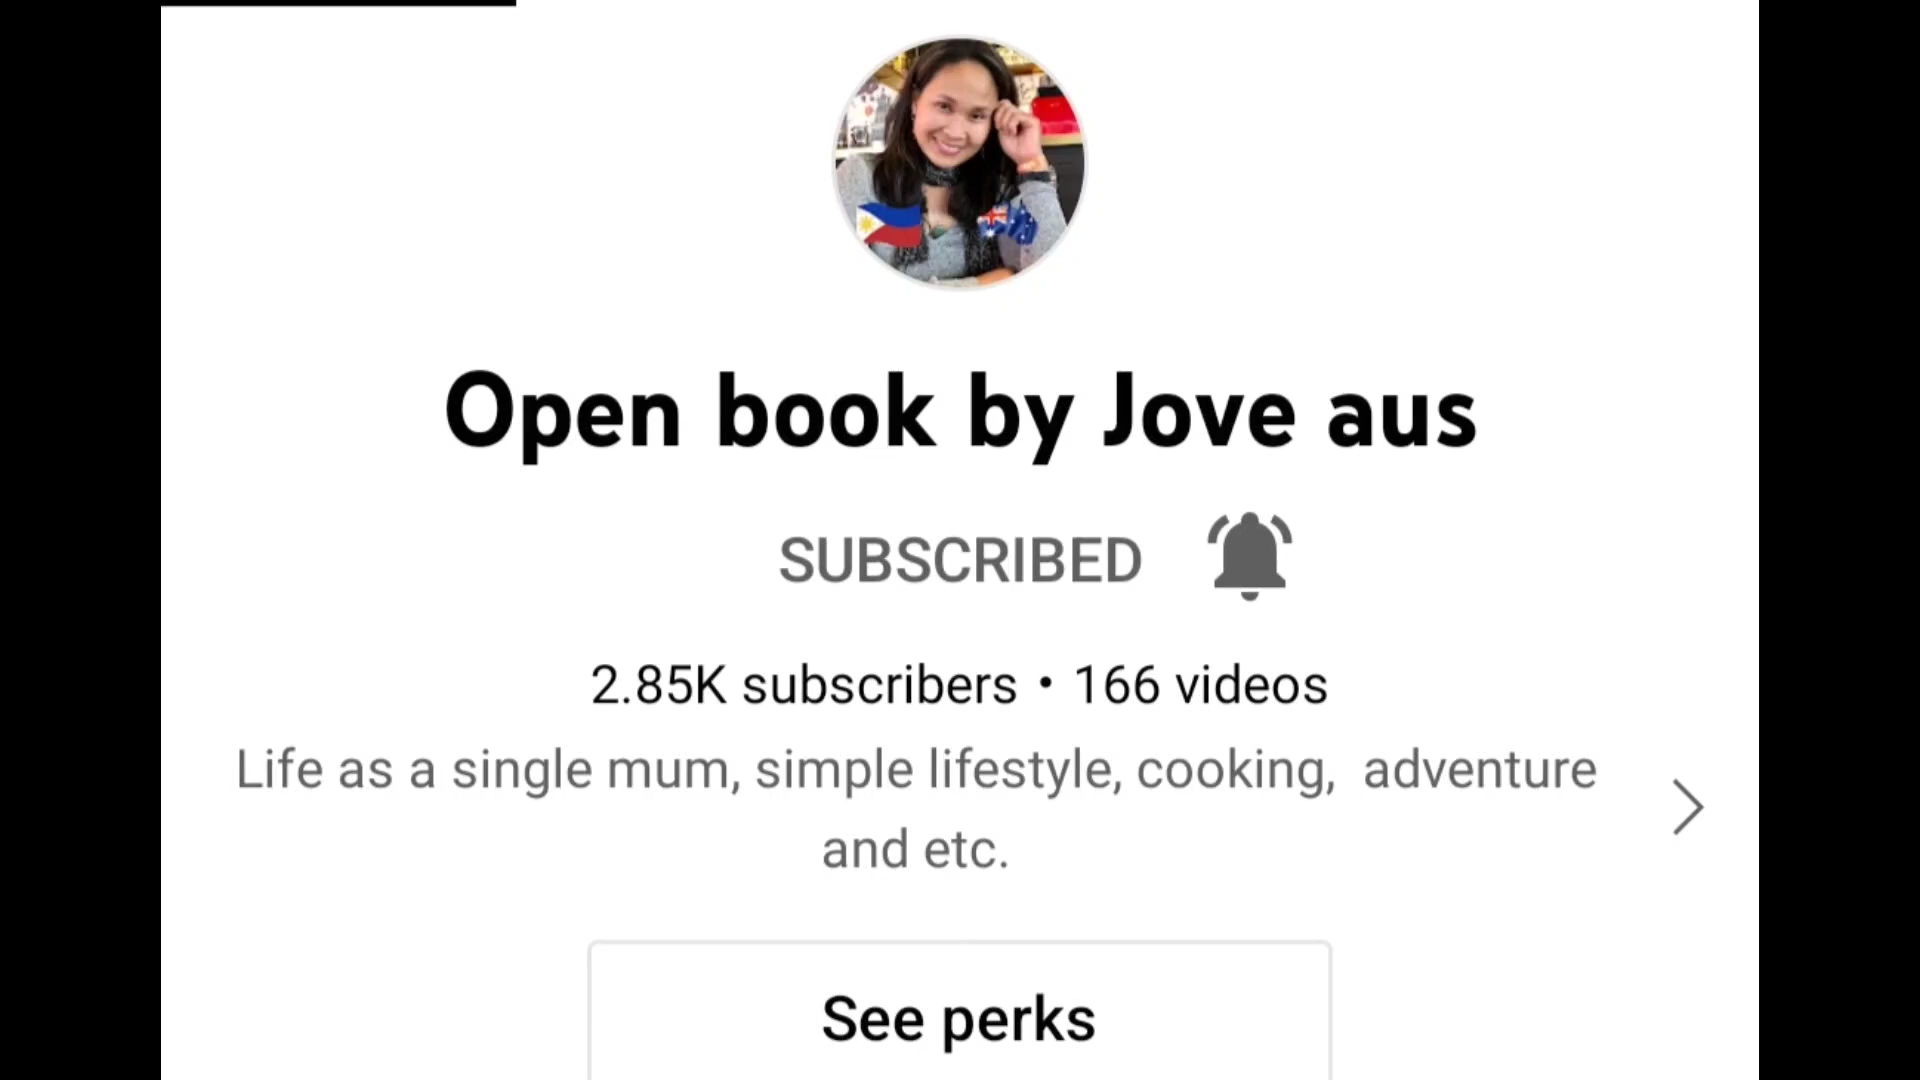 Open book by Jove aus
SUBSCRIBED
2.85K subscribers • 166 videos
Life as a single mum, simple lifestyle, cooking,  adventure
and etc.
See perks